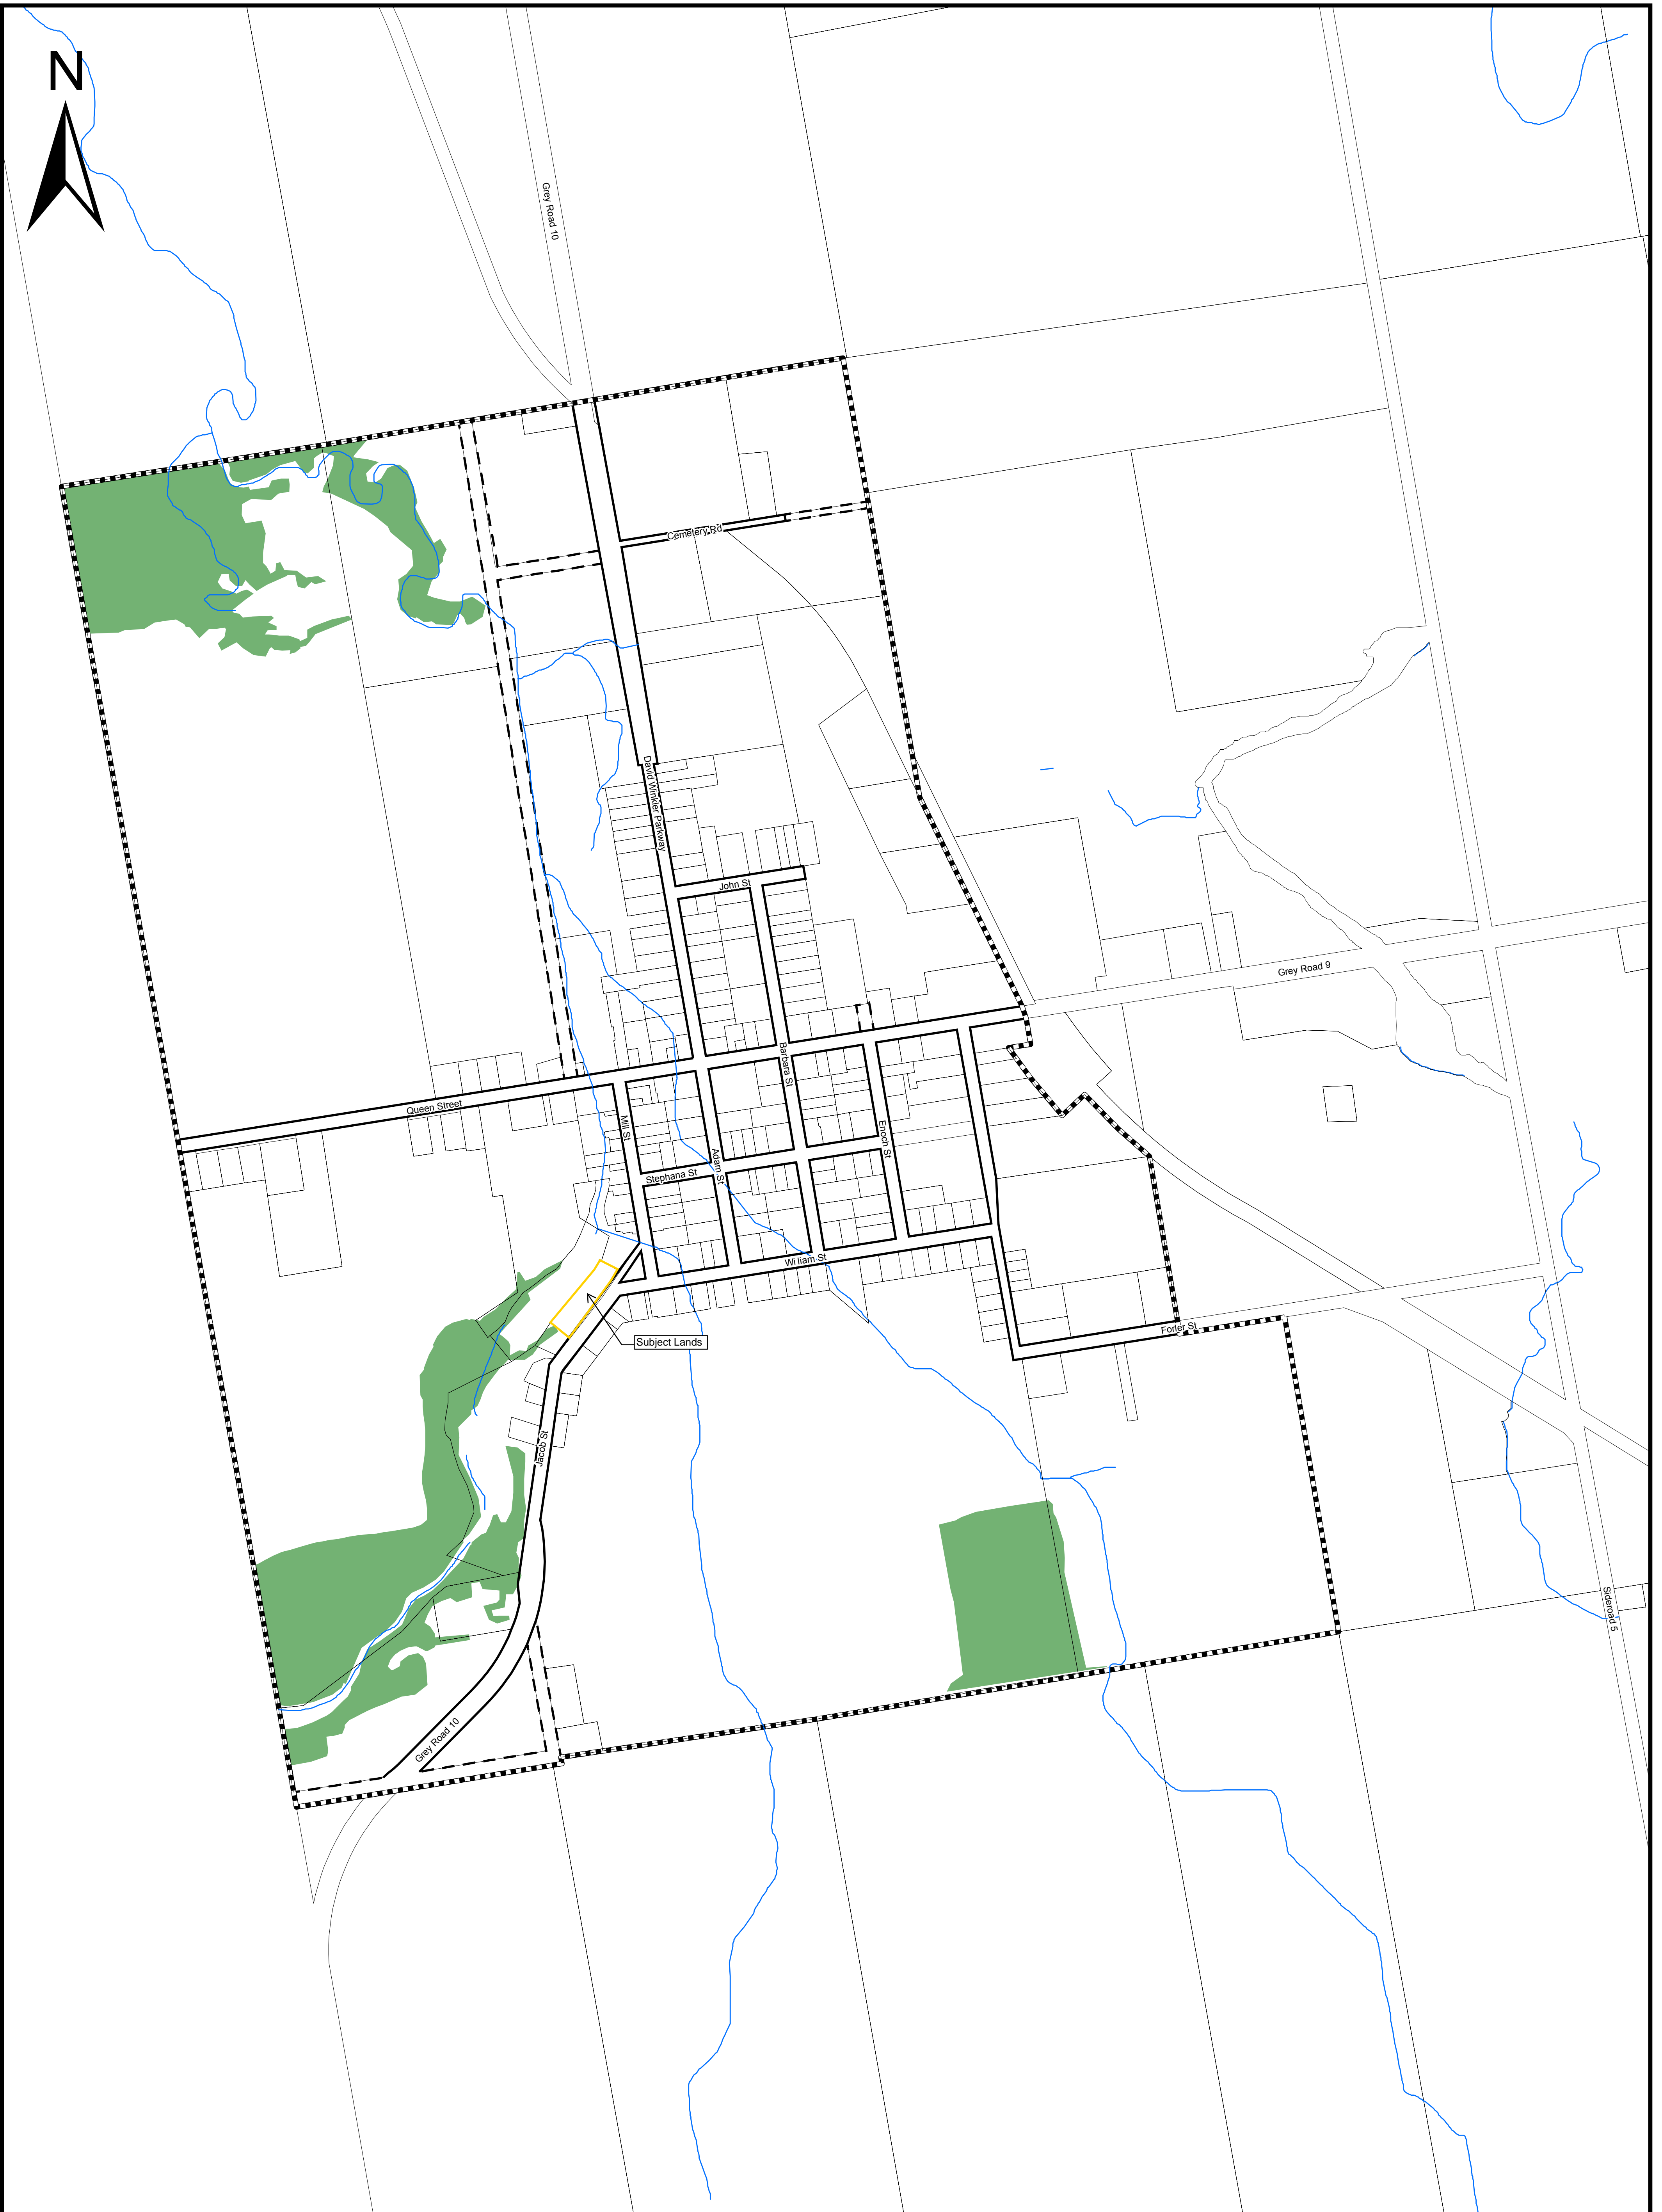 N
Grey Road 10
Cemetery Rd
David Winkler Parkway
John St
Grey Road 9
Barbara St
Queen Street
Mill St
Enoch St
Adam St
Stephana St
William St
Forler St
Subject Lands
Jacob St
Sideroad 5
Grey Road 10